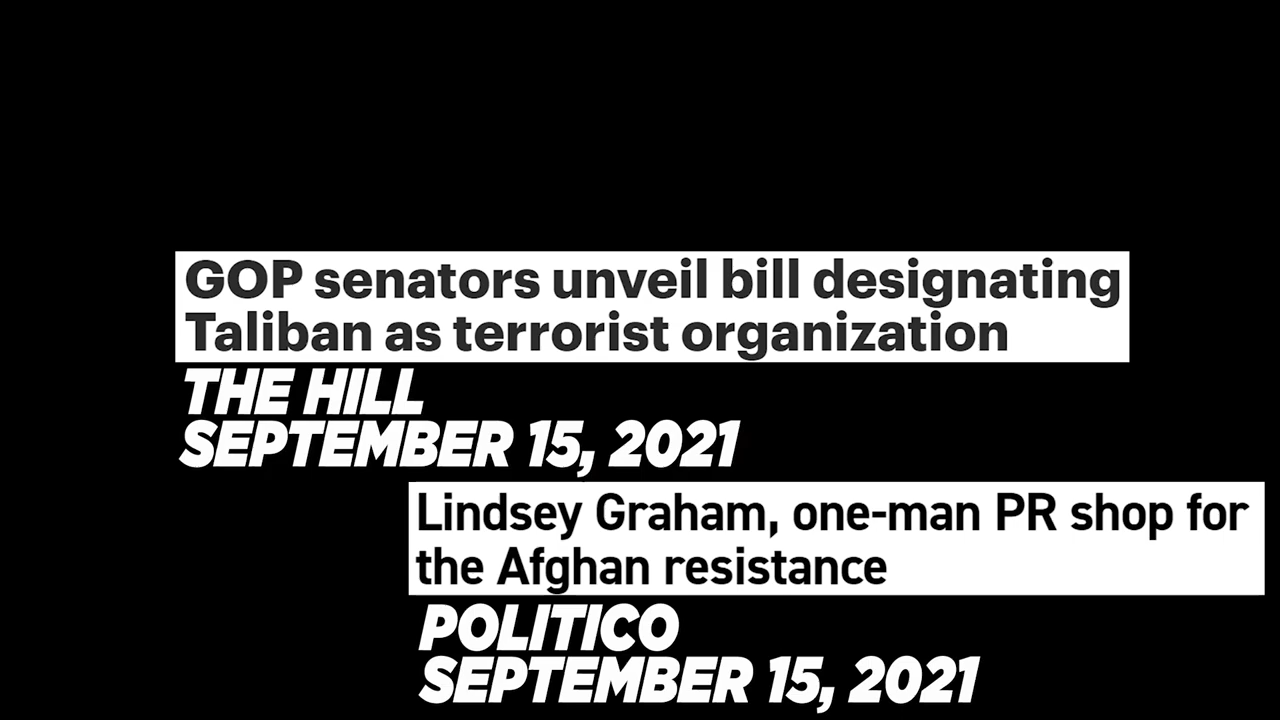 GOP senators unveil bill designating
Taliban as terrorist organization
THE HILL
SEPTEMBER 15, 2021
Lindsey Graham, one-man PR shop for
the Afghan resistance
POLITICO
SEPTEMBER 15, 2021